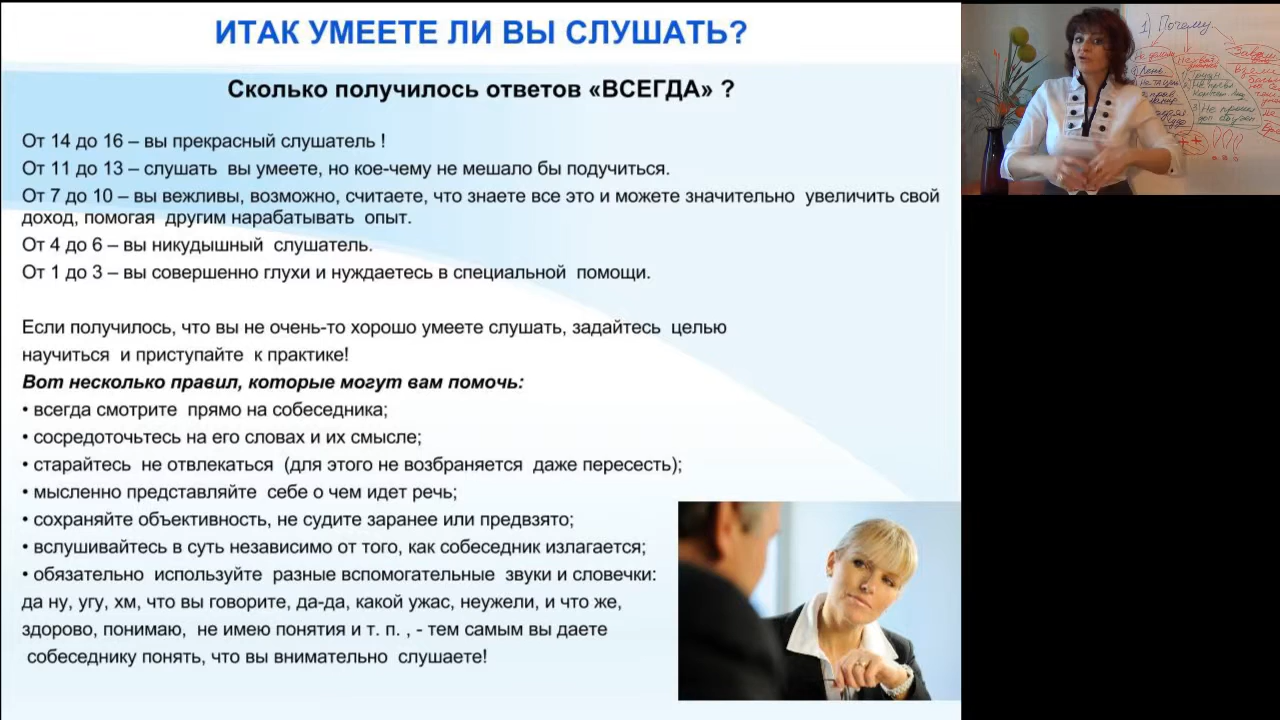 ИТАК УМЕЕТЕ ЛИ ВЫ СЛУШАТЬ?
Сколько получилось ответов «ВСЕГДА» ?
От 14 до 16 – вы прекрасный слушатель !
От 11 до 13 – слушать вы умеете, но кое-чему не мешало бы подучиться.
От 7 до 10 – вы вежливы, возможно, считаете, что знаете все это и можете значительно увеличить свой
доход, помогая другим нарабатывать опыт.
От 4 до 6 – вы никудышный слушатель.
От 1 до 3 – вы совершенно глухи и нуждаетесь в специальной помощи.
Если получилось, что вы не очень-то хорошо умеете слушать, задайтесь целью
научиться и приступайте к практике!
Вот несколько правил, которые могут вам помочь:
• всегда смотрите прямо на собеседника;
• сосредоточьтесь на его словах и их смысле;
• старайтесь не отвлекаться (для этого не возбраняется даже пересесть);
• мысленно представляйте себе о чем идет речь;
• сохраняйте объективность, не судите заранее или предвзято;
• вслушивайтесь в суть независимо от того, как собеседник излагается;
• обязательно используйте разные вспомогательные звуки и словечки:
да ну, угу, хм, что вы говорите, да-да, какой ужас, неужели, и что же,
здорово, понимаю, не имею понятия и т. п. , - тем самым вы даете
собеседнику понять, что вы внимательно слушаете!
1) Почему
Лень